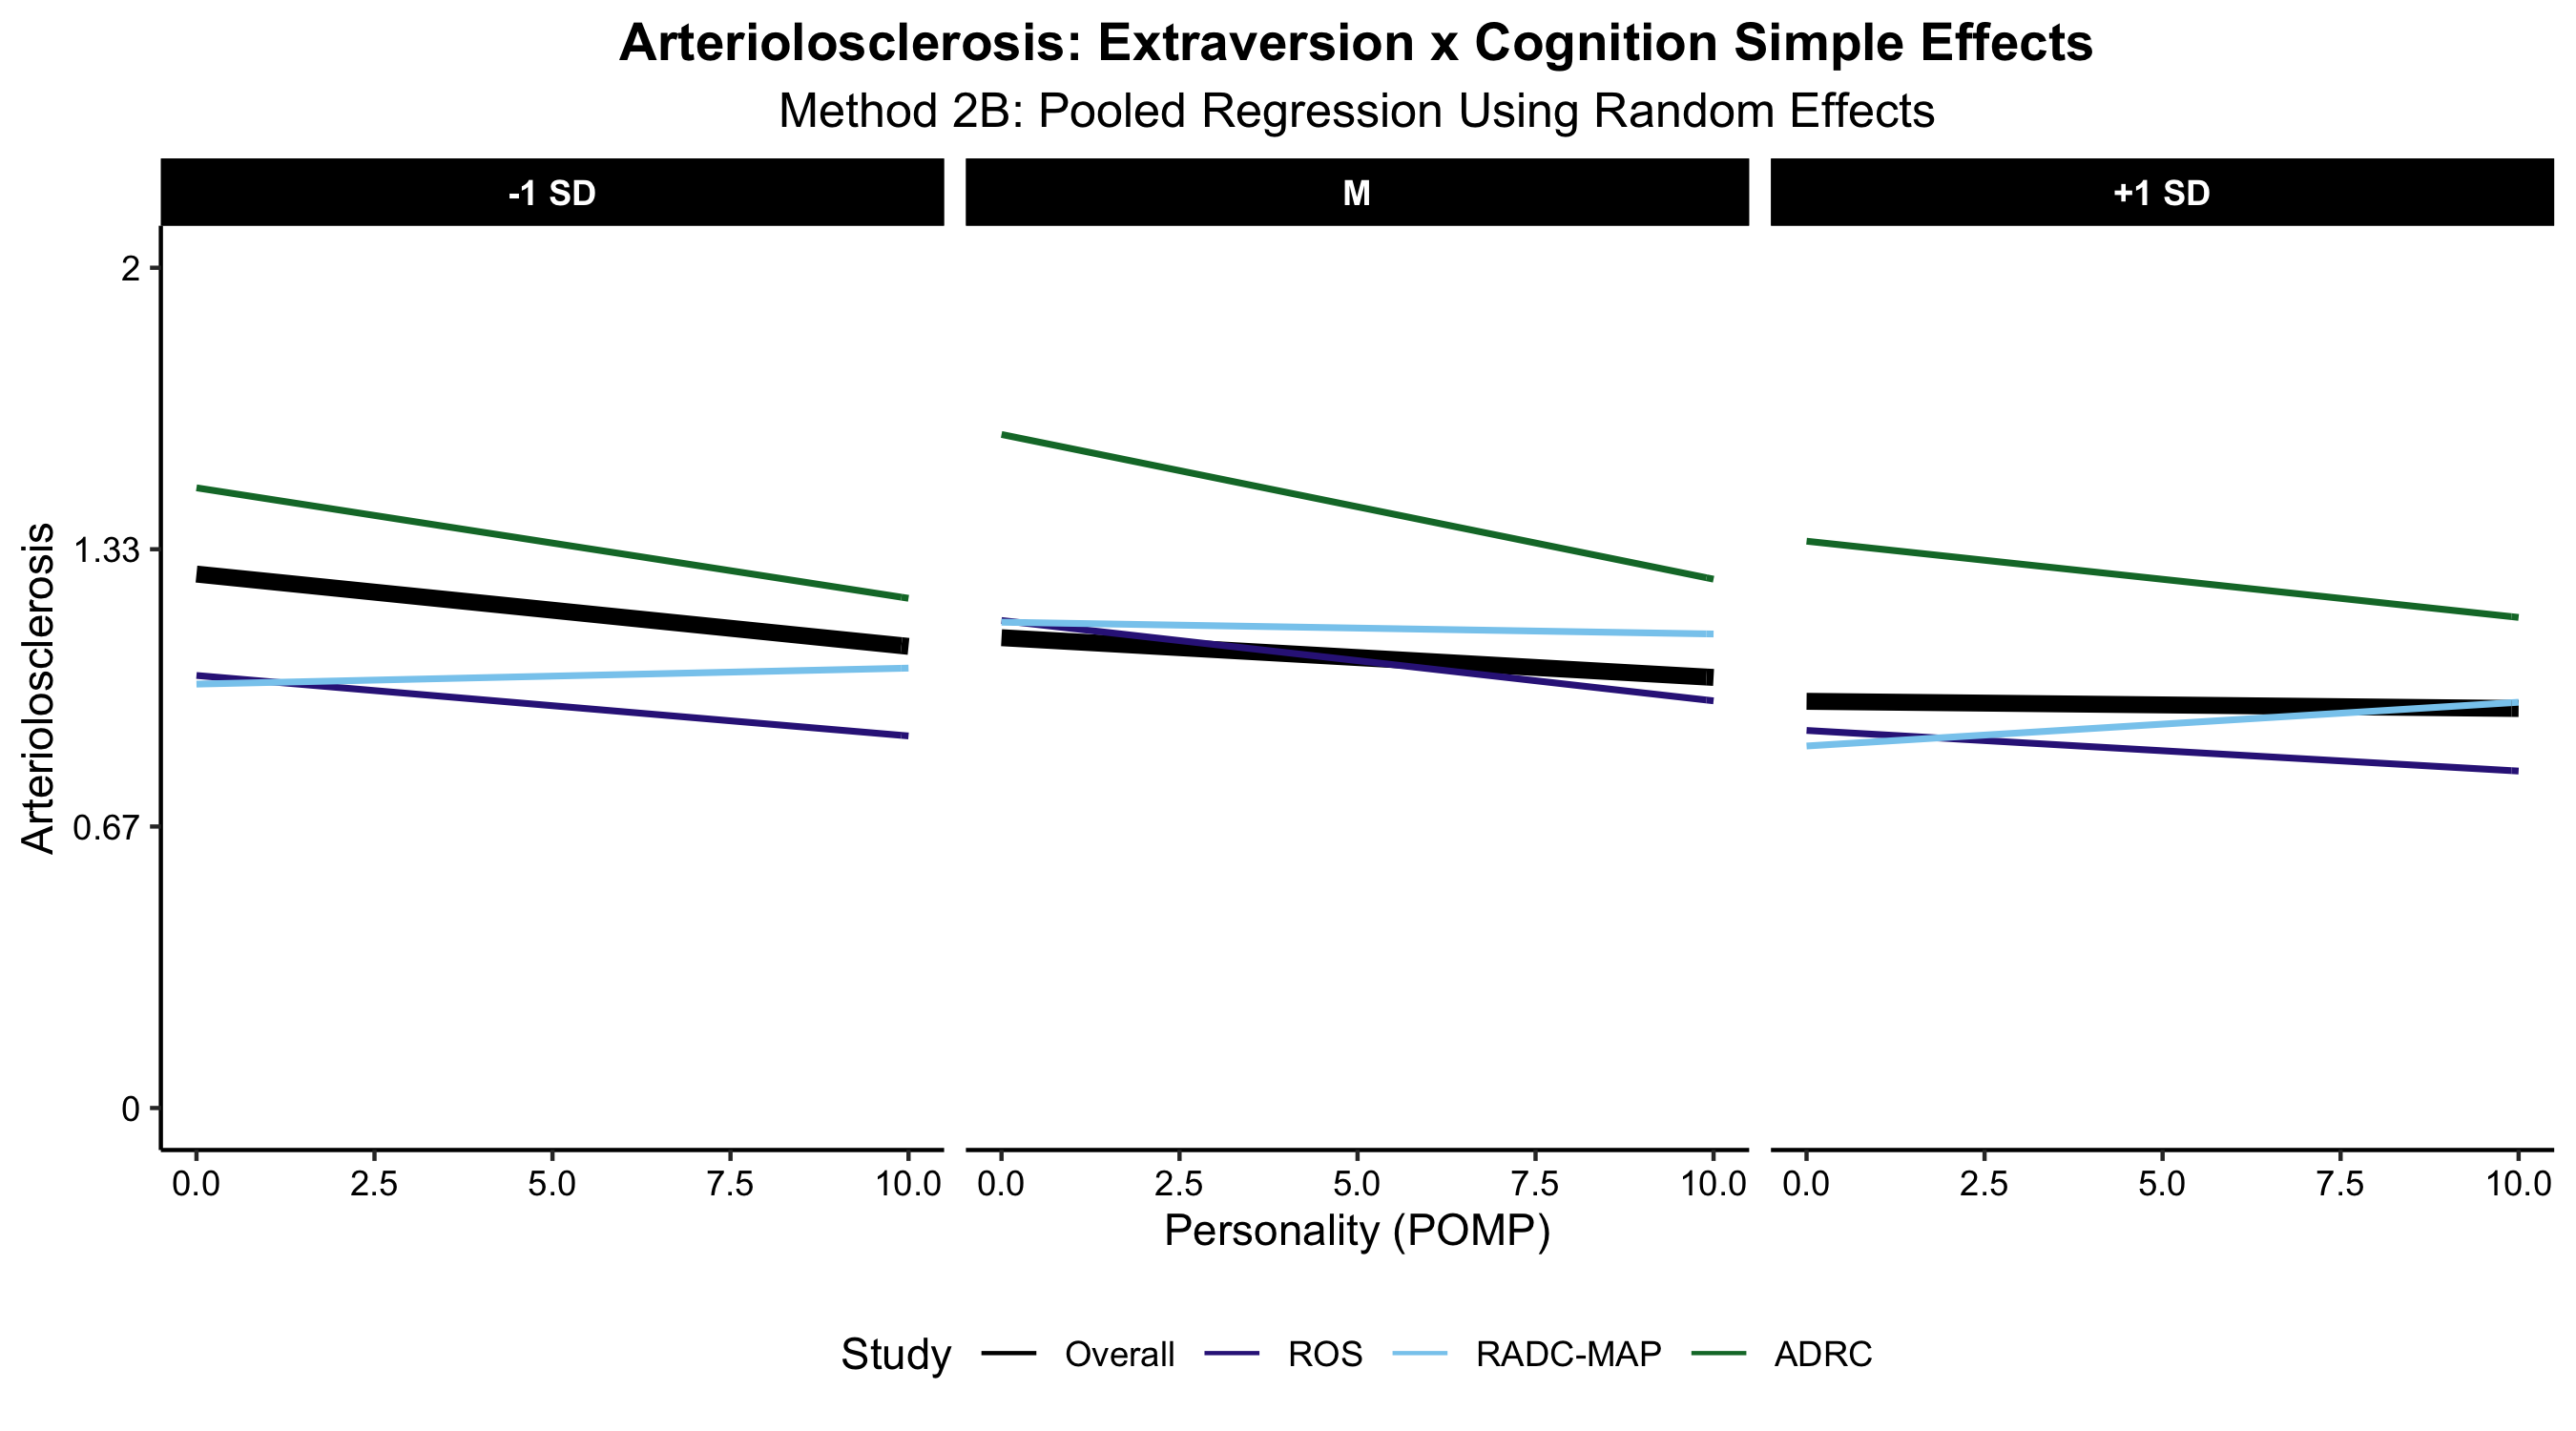 Arteriolosclerosis: Extraversion x Cognition Simple Effects
Method 2B: Pooled Regression Using Random Effects
-1 SD
M
+1 SD
Arteriolosclerosis
2
1.33
0.67
0
0.0 2.5 5.0 7.5 10.0
0.0 2.5 5.0 7.5 10.0
0.0 2.5 5.0 7.5 10.0
Personality (POMP)
Study Overall ROS RADC-MAP ADRC